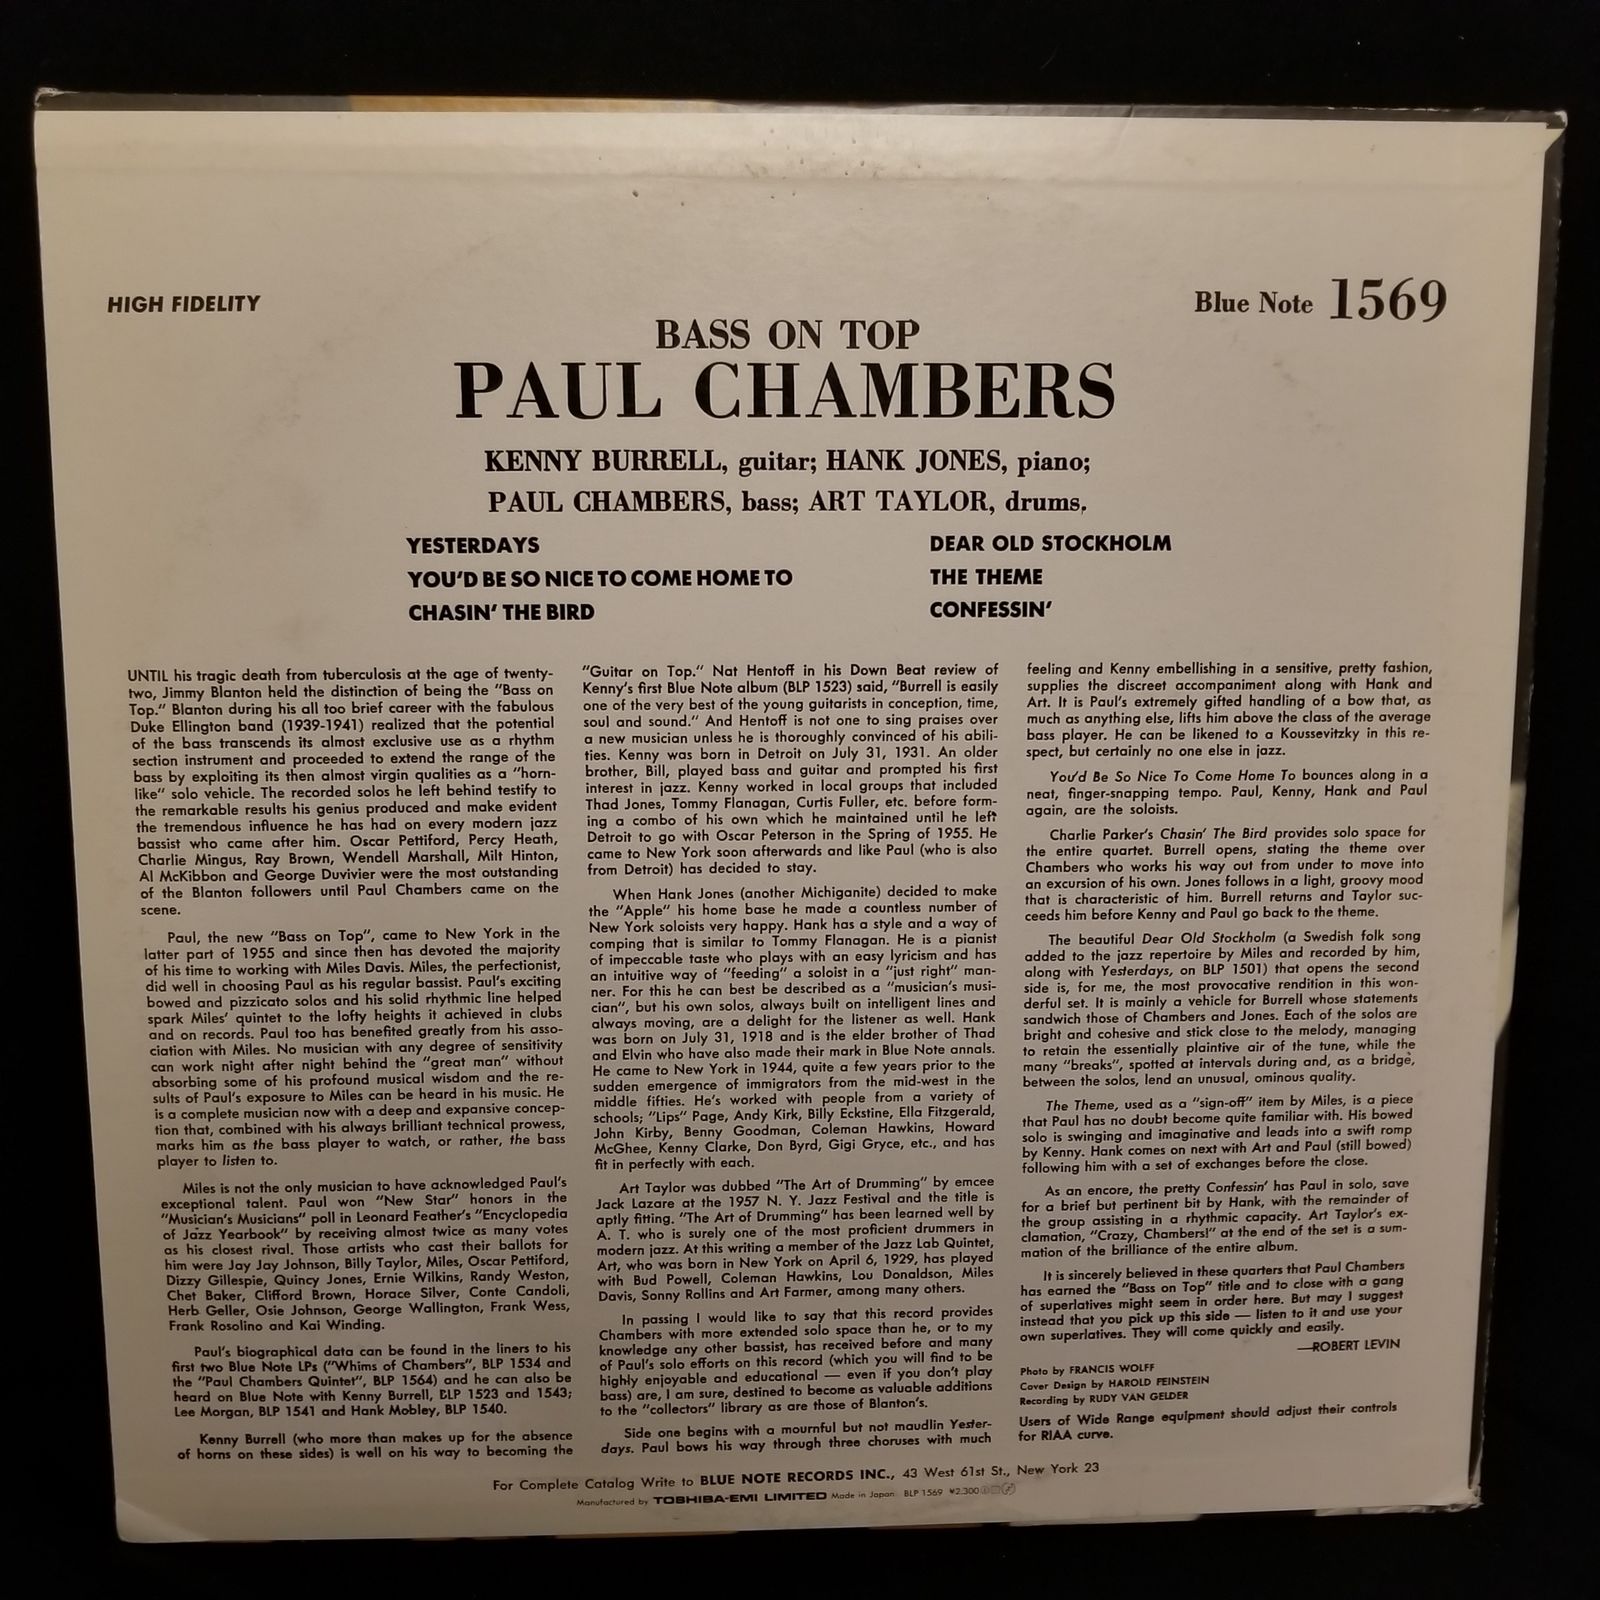 HIGH FIDELITY
Blue Note 1569
BASS ON TOP
PAUL CHAMBERS
KENNY BURRELL, guitar; HANK JONES, piano;
PAUL CHAMBERS, bass; ART TAYLOR, drums.
YESTERDAYS
YOU'D BE SO NICE TO COME HOME TO
CHASIN' THE BIRD
DEAR OLD STOCKHOLM
THE THEME
CONFESSIN'
UNTIL his tragic death from tuberculosis at the age of twenty-
two, Jimmy Blanton held the distinction of being the "Bass on
Top." Blanton during his all too brief career with the fabulous
Duke Ellington band (1939-1941) realized that the potential
of the bass transcends its almost exclusive use as a rhythm
section instrument and proceeded to extend the range of the
bass by exploiting its then almost virgin qualities as a "horn-
like" solo vehicle. The recorded solos he left behind testify to
the remarkable results his genius produced and make evident
the tremendous influence he has had on every modern jazz
bassist who came after him. Oscar Pettiford, Percy Heath,
Charlie Mingus, Ray Brown, Wendell Marshall, Milt Hinton,
Al McKibbon and George Duvivier were the most outstanding
of the Blanton followers until Paul Chambers came on the
scene.
Paul, the new "Bass on Top", came to New York in the
latter part of 1955 and since then has devoted the majority
of his time to working with Miles Davis. Miles, the perfectionist,
did well in choosing Paul as his regular bassist. Paul's exciting
bowed and pizzicato solos and his solid rhythmic line helped
spark Miles' quintet to the lofty heights it achieved in clubs
and on records. Paul too has benefited greatly from his asso-
ciation with Miles. No musician with any degree of sensitivity
can work night after night behind the "great man" without
absorbing some of his profound musical wisdom and the re-
sults of Paul's exposure to Miles can be heard in his music. He
is a complete musician now with a deep and expansive concep-
tion that, combined with his always brilliant technical prowess,
marks him as the bass player to watch, or rather, the bass
player to listen to.
Miles is not the only musician to have acknowledged Paul's
exceptional talent. Paul won "New Star" honors in the
"Musician's Musicians" poll in Leonard Feather's "Encyclopedia
of Jazz Yearbook" by receiving almost twice as many votes
as his closest rival. Those artists who cast their ballots for
him were Jay Jay Johnson, Billy Taylor, Miles, Oscar Pettiford,
Dizzy Gillespie, Quincy Jones, Ernie Wilkins, Randy Weston,
Chet Baker, Clifford Brown, Horace Silver, Conte Candoli,
Herb Geller, Osie Johnson, George Wallington, Frank Wess,
Frank Rosolino and Kai Winding.
Paul's biographical data can be found in the liners to his
first two Blue Note LPs ("Whims of Chambers", BLP 1534 and
the "Paul Chambers Quintet", BLP 1564) and he can also be
heard on Blue Note with Kenny Burrell, BLP 1523 and 1543;
Lee Morgan, BLP 1541 and Hank Mobley, BLP 1540.
Kenny Burrell (who more than makes up for the absence
of horns on these sides) is well on his way to becoming the
"Guitar on Top." Nat Hentoff in his Down Beat review of
Kenny's first Blue Note album (BLP 1523) said, "Burrell is easily
one of the very best of the young guitarists in conception, time,
soul and sound." And Hentoff is not one to sing praises over
a new musician unless he is thoroughly convinced of his abili-
ties. Kenny was born in Detroit on July 31, 1931. An older
brother, Bill, played bass and guitar and prompted his first
interest in jazz. Kenny worked in local groups that included
Thad Jones, Tommy Flanagan, Curtis Fuller, etc. before form-
ing a combo of his own which he maintained until he left
Detroit to go with Oscar Peterson in the Spring of 1955. He
came to New York soon afterwards and like Paul (who is also
from Detroit) has decided to stay.
When Hank Jones (another Michiganite) decided to make
the "Apple" his home base he made a countless number of
New York soloists very happy. Hank has a style and a way of
comping that is similar to Tommy Flanagan. He is a pianist
of impeccable taste who plays with an easy lyricism and has
an intuitive way of "feeding" a soloist in a "just right" man-
ner. For this he can best be described as a "musician's musi-
cian", but his own solos, always built on intelligent lines and
always moving, are a delight for the listener as well. Hank
was born on July 31, 1918 and is the elder brother of Thad
and Elvin who have also made their mark in Blue Note annals.
He came to New York in 1944, quite a few years prior to the
sudden emergence of immigrators from the mid-west in the
middle fifties. He's worked with people from a variety of
schools; "Lips" Page, Andy Kirk, Billy Eckstine, Ella Fitzgerald,
John Kirby, Benny Goodman, Coleman Hawkins, Howard
McGhee, Kenny Clarke, Don Byrd, Gigi Gryce, etc., and has
fit in perfectly with each.
Art Taylor was dubbed "The Art of Drumming" by emcee
Jack Lazare at the 1957 N. Y. Jazz Festival and the title is
aptly fitting. "The Art of Drumming" has been learned well by
A. T. who is surely one of the most proficient drummers in
modern jazz. At this writing a member of the Jazz Lab Quintet,
Art, who was born in New York on April 6, 1929, has played
with Bud Powell, Coleman Hawkins, Lou Donaldson, Miles
Davis, Sonny Rollins and Art Farmer, among many others.
In passing I would like to say that this record provides
Chambers with more extended solo space than he, or to my
knowledge any other bassist, has received before and many
of Paul's solo efforts on this record (which you will find to be
highly enjoyable and educational — even if you don't play
bass) are, I am sure, destined to become as valuable additions
to the "collectors" library as are those of Blanton's.
Side one begins with a mournful but not maudlin Yester-
days. Paul bows his way through three choruses with much
feeling and Kenny embellishing in a sensitive, pretty fashion,
supplies the discreet accompaniment along with Hank and
Art. It is Paul's extremely gifted handling of a bow that, as
much as anything else, lifts him above the class of the average
bass player. He can be likened to a Koussevitzky in this re-
spect, but certainly no one else in jazz.
You'd Be So Nice To Come Home To bounces along in a
neat, finger-snapping tempo. Paul, Kenny, Hank and Paul
again, are the soloists.
Charlie Parker's Chasin' The Bird provides solo space for
the entire quartet. Burrell opens, stating the theme over
Chambers who works his way out from under to move into
an excursion of his own. Jones follows in a light, groovy mood
that is characteristic of him. Burrell returns and Taylor suc-
ceeds him before Kenny and Paul go back to the theme.
The beautiful Dear Old Stockholm (a Swedish folk song
added to the jazz repertoire by Miles and recorded by him,
along with Yesterdays, on BLP 1501) that opens the second
side is, for me, the most provocative rendition in this won-
derful set. It is mainly a vehicle for Burrell whose statements
sandwich those of Chambers and Jones. Each of the solos are
bright and cohesive and stick close to the melody, managing
to retain the essentially plaintive air of the tune, while the
many "breaks", spotted at intervals during and, as a bridge,
between the solos, lend an unusual, ominous quality.
The Theme, used as a "sign-off" item by Miles, is a piece
that Paul has no doubt become quite familiar with. His bowed
solo is swinging and imaginative and leads into a swift romp
by Kenny. Hank comes on next with Art and Paul (still bowed)
following him with a set of exchanges before the close.
As an encore, the pretty Confessin' has Paul in solo, save
for a brief but pertinent bit by Hank, with the remainder of
the group assisting in a rhythmic capacity. Art Taylor's ex-
clamation, "Crazy, Chambers!" at the end of the set is a sum-
mation of the brilliance of the entire album.
It is sincerely believed in these quarters that Paul Chambers
has earned the "Bass on Top" title and to close with a gang
of superlatives might seem in order here. But may I suggest
instead that you pick up this side — listen to it and use your
own superlatives. They will come quickly and easily.
—ROBERT LEVIN
Photo by FRANCIS WOLFF
Cover Design by HAROLD FEINSTEIN
Recording by RUDY VAN GELDER
Users of Wide Range equipment should adjust their controls
for RIAA curve.
For Complete Catalog Write to BLUE NOTE RECORDS INC., 43 West 61st St., New York 23
Manufactured by TOSHIBA-EMI LIMITED Made in Japan BLP 1569 ¥2,300